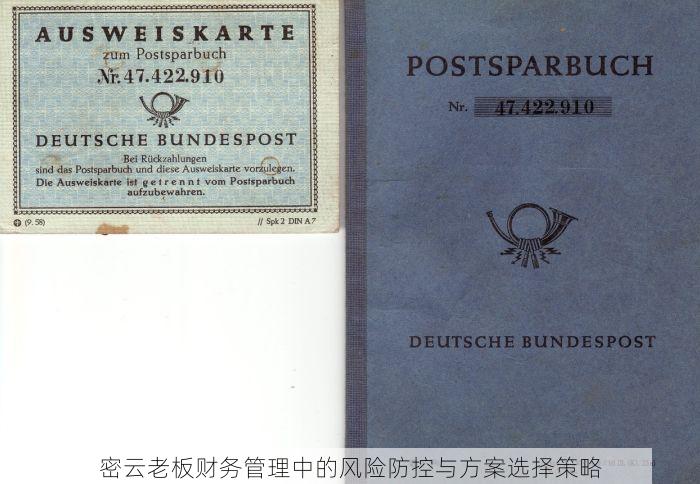 AUSWEISKARTE
zum Postsparbuch
Nr. 47.422.910
DEUTSCHE BUNDESPOST
Bei Rückzahlungen
sind das Postsparbuch und diese Ausweiskarte vorzulegen.
Die Ausweiskarte ist getrennt vom Postsparbuch
aufzubewahren.
(9. 58)
// Spk 2 DIN A 7
POSTSPARBUCH
Nr. 47.422.910
DEUTSCHE BUNDESPOST
密云老板财务管理中的风险防控与方案选择策略